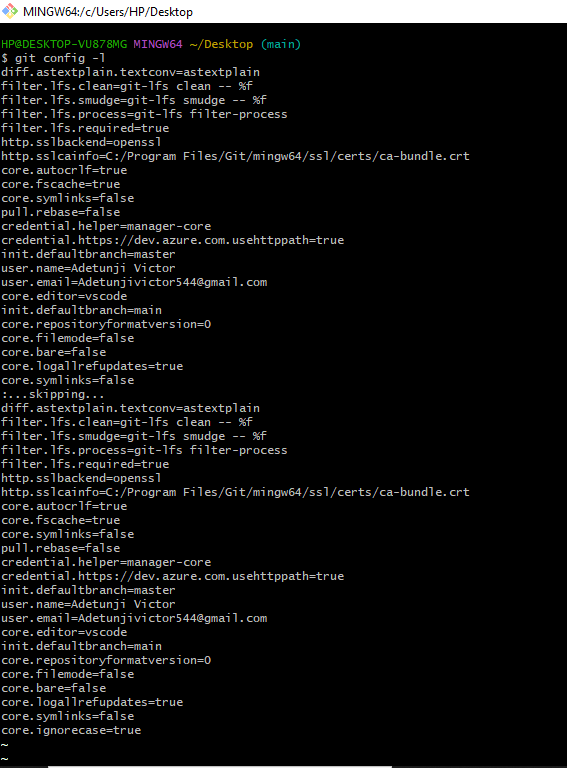 MINGW64:/c/Users/HP/Desktop
HP@DESKTOP-VU878MG MINGW64 ~/Desktop (main)
$ git config -l
diff.astextplain.textconv=astextplain
filter.lfs.clean=git-lfs clean -- %f
filter.lfs.smudge=git-lfs smudge -- %f
filter.lfs.process=git-lfs filter-process
filter.lfs.required=true
http.sslbackend=openssl
http.sslcainfo=C:/Program Files/Git/mingw64/ssl/certs/ca-bundle.crt
core.autocrlf=true
core.fscache=true
core.symlinks=false
pull.rebase=false
credential.helper=manager-core
credential.https://dev.azure.com.usehttppath=true
init.defaultbranch=master
user.name=Adetunji Victor
user.email=Adetunjivictor544@gmail.com
core.editor=vscode
init.defaultbranch=main
core.repositoryformatversion=0
core.filemode=false
core.bare=false
core.logallrefupdates=true
core.symlinks=false
:...skipping...
diff.astextplain.textconv=astextplain
filter.lfs.clean=git-lfs clean -- %f
filter.lfs.smudge=git-lfs smudge -- %f
filter.lfs.process=git-lfs filter-process
filter.lfs.required=true
http.sslbackend=openssl
http.sslcainfo=C:/Program Files/Git/mingw64/ssl/certs/ca-bundle.crt
core.autocrlf=true
core.fscache=true
core.symlinks=false
pull.rebase=false
credential.helper=manager-core
credential.https://dev.azure.com.usehttppath=true
init.defaultbranch=master
user.name=Adetunji Victor
user.email=Adetunjivictor544@gmail.com
core.editor=vscode
init.defaultbranch=main
core.repositoryformatversion=0
core.filemode=false
core.bare=false
core.logallrefupdates=true
core.symlinks=false
core.ignorecase=true
~
~